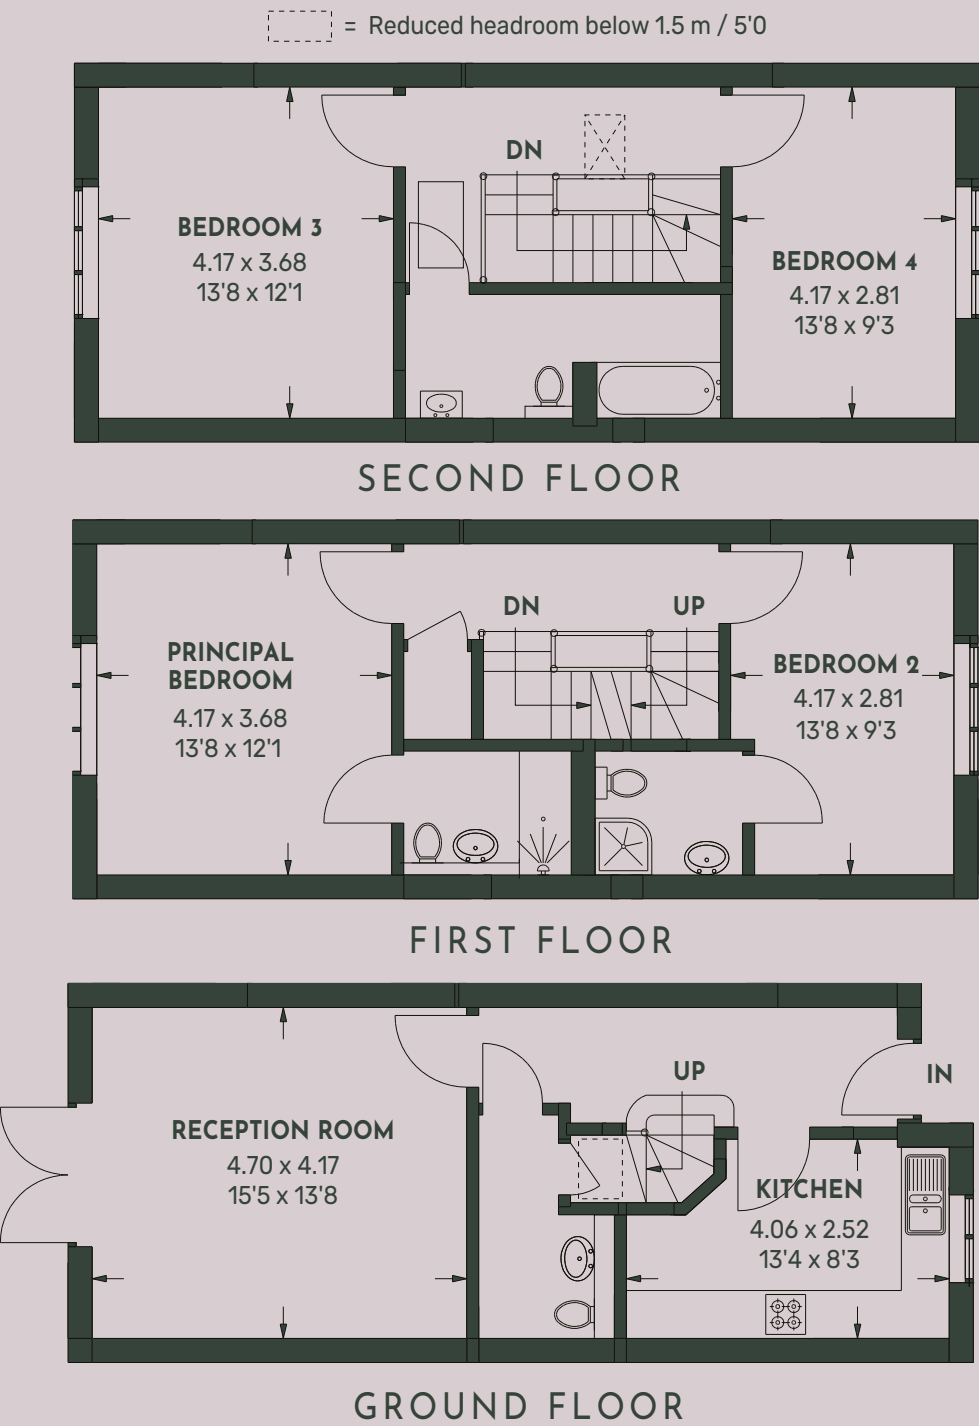 = Reduced headroom below 1.5 m / 5'0
DN
BEDROOM 3
4.17 x 3.68
13'8 x 12'1
BEDROOM 4
4.17 x 2.81
13'8 x 9'3
SECOND FLOOR
DN
UP
PRINCIPAL
BEDROOM
4.17 x 3.68
13'8 x 12'1
BEDROOM 2
4.17 x 2.81
13'8 x 9'3
FIRST FLOOR
UP
IN
RECEPTION ROOM
4.70 x 4.17
15'5 x 13'8
KITCHEN
4.06 x 2.52
13'4 x 8'3
GROUND FLOOR